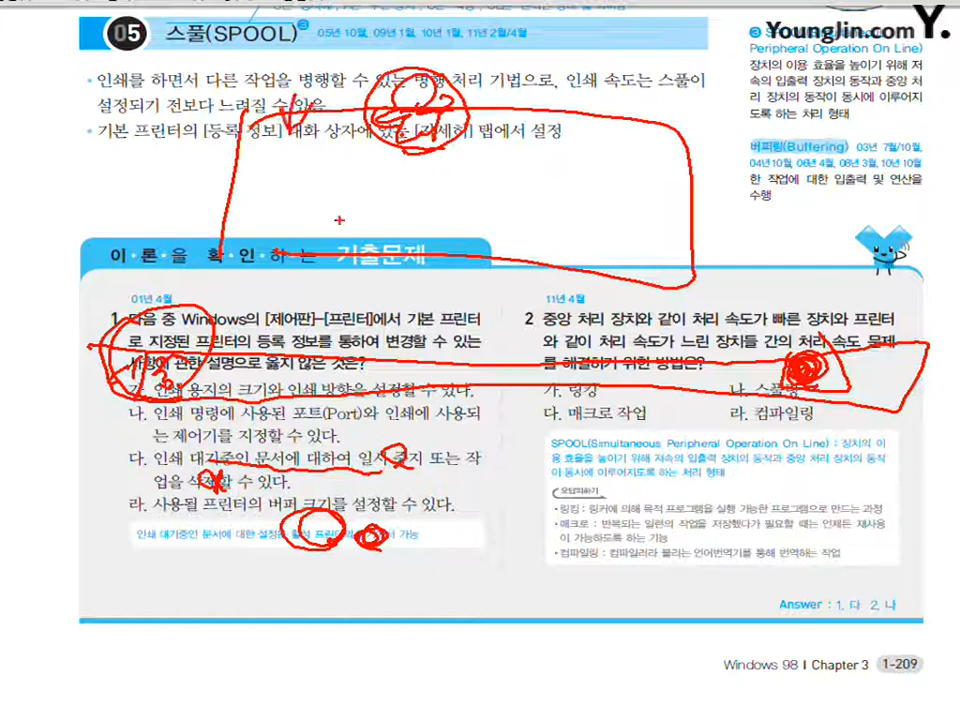 Younglin.com Y.
05 스풀(SPOOL)③ 05년 10월, 09년 1월, 10년 1월, 11년 2월/4월
• 인쇄를 하면서 다른 작업을 병행할 수 있는 병행 처리 기법으로, 인쇄 속도는 스풀이
설정되기 전보다 느려질 수 있음
• 기본 프린터의 [등록 정보] 대화 상자에 있는 [자세히] 탭에서 설정
③ SPOOL(Simultaneous
Peripheral Operation On Line)
장치의 이용 효율을 높이기 위해 저
속의 입출력 장치의 동작과 중앙 처
리 장치의 동작이 동시에 이루어지
도록 하는 처리 형태
버퍼링(Buffering) 03년 7월/10월,
04년 10월, 06년 4월, 08년 3월, 10년 10월
한 작업에 대한 입출력 및 연산을
수행
이·론·을 확·인·하·는 기출문제
01년 4월
1 다음 중 Windows의 [제어판]-[프린터]에서 기본 프린터
로 지정된 프린터의 등록 정보를 통하여 변경할 수 있는
사항에 관한 설명으로 옳지 않은 것은?
가. 인쇄 용지의 크기와 인쇄 방향을 설정할 수 있다.
나. 인쇄 명령에 사용된 포트(Port)와 인쇄에 사용되
는 제어기를 지정할 수 있다.
다. 인쇄 대기중인 문서에 대하여 일시 중지 또는 작
업을 삭제할 수 있다.
라. 사용될 프린터의 버퍼 크기를 설정할 수 있다.
인쇄 대기중인 문서에 대한 설정은 가능
11년 4월
2 중앙 처리 장치와 같이 처리 속도가 빠른 장치와 프린터
와 같이 처리 속도가 느린 장치들 간의 처리 속도 문제
를 해결하기 위한 방법은?
가. 링킹 나. 스풀링
다. 매크로 작업 라. 컴파일링
SPOOL(Simultaneous Peripheral Operation On Line) : 장치의 이
용 효율을 높이기 위해 저속의 입출력 장치의 동작과 중앙 처리 장치의 동작
이 동시에 이루어지도록 하는 처리 형태
오답피하기
• 링킹 : 링커에 의해 목적 프로그램을 실행 가능한 프로그램으로 만드는 과정
• 매크로 : 반복되는 일련의 작업을 저장했다가 필요할 때는 언제든 재사용
이 가능하도록 하는 기능
• 컴파일링 : 컴파일러라 불리는 언어번역기를 통해 번역하는 작업
Answer : 1. 다 2. 나
Windows 98 | Chapter 3 1-209